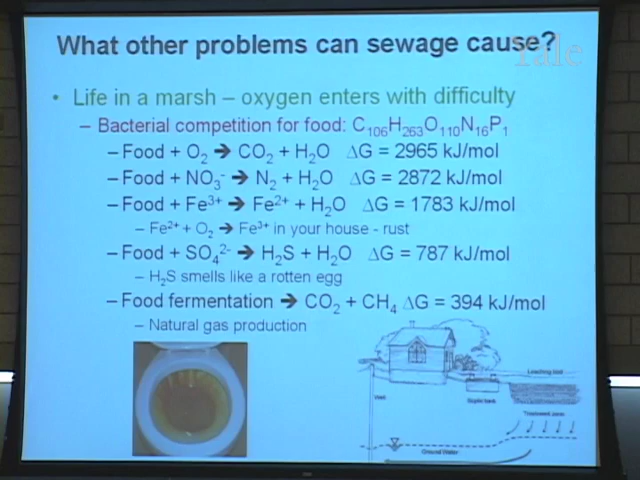 What other problems can sewage cause?
Yale
• Life in a marsh – oxygen enters with difficulty
– Bacterial competition for food: C₁₀₆H₂₆₃O₁₁₀N₁₆P₁
– Food + O₂ ➔ CO₂ + H₂O ΔG = 2965 kJ/mol
– Food + NO₃⁻ ➔ N₂ + H₂O ΔG = 2872 kJ/mol
– Food + Fe³⁺ ➔ Fe²⁺ + H₂O ΔG = 1783 kJ/mol
– Fe²⁺ + O₂ ➔ Fe³⁺ in your house - rust
– Food + SO₄²⁻ ➔ H₂S + H₂O ΔG = 787 kJ/mol
– H₂S smells like a rotten egg
– Food fermentation ➔ CO₂ + CH₄ ΔG = 394 kJ/mol
– Natural gas production
Leaching bed
Well
Septic tank
Ground Water